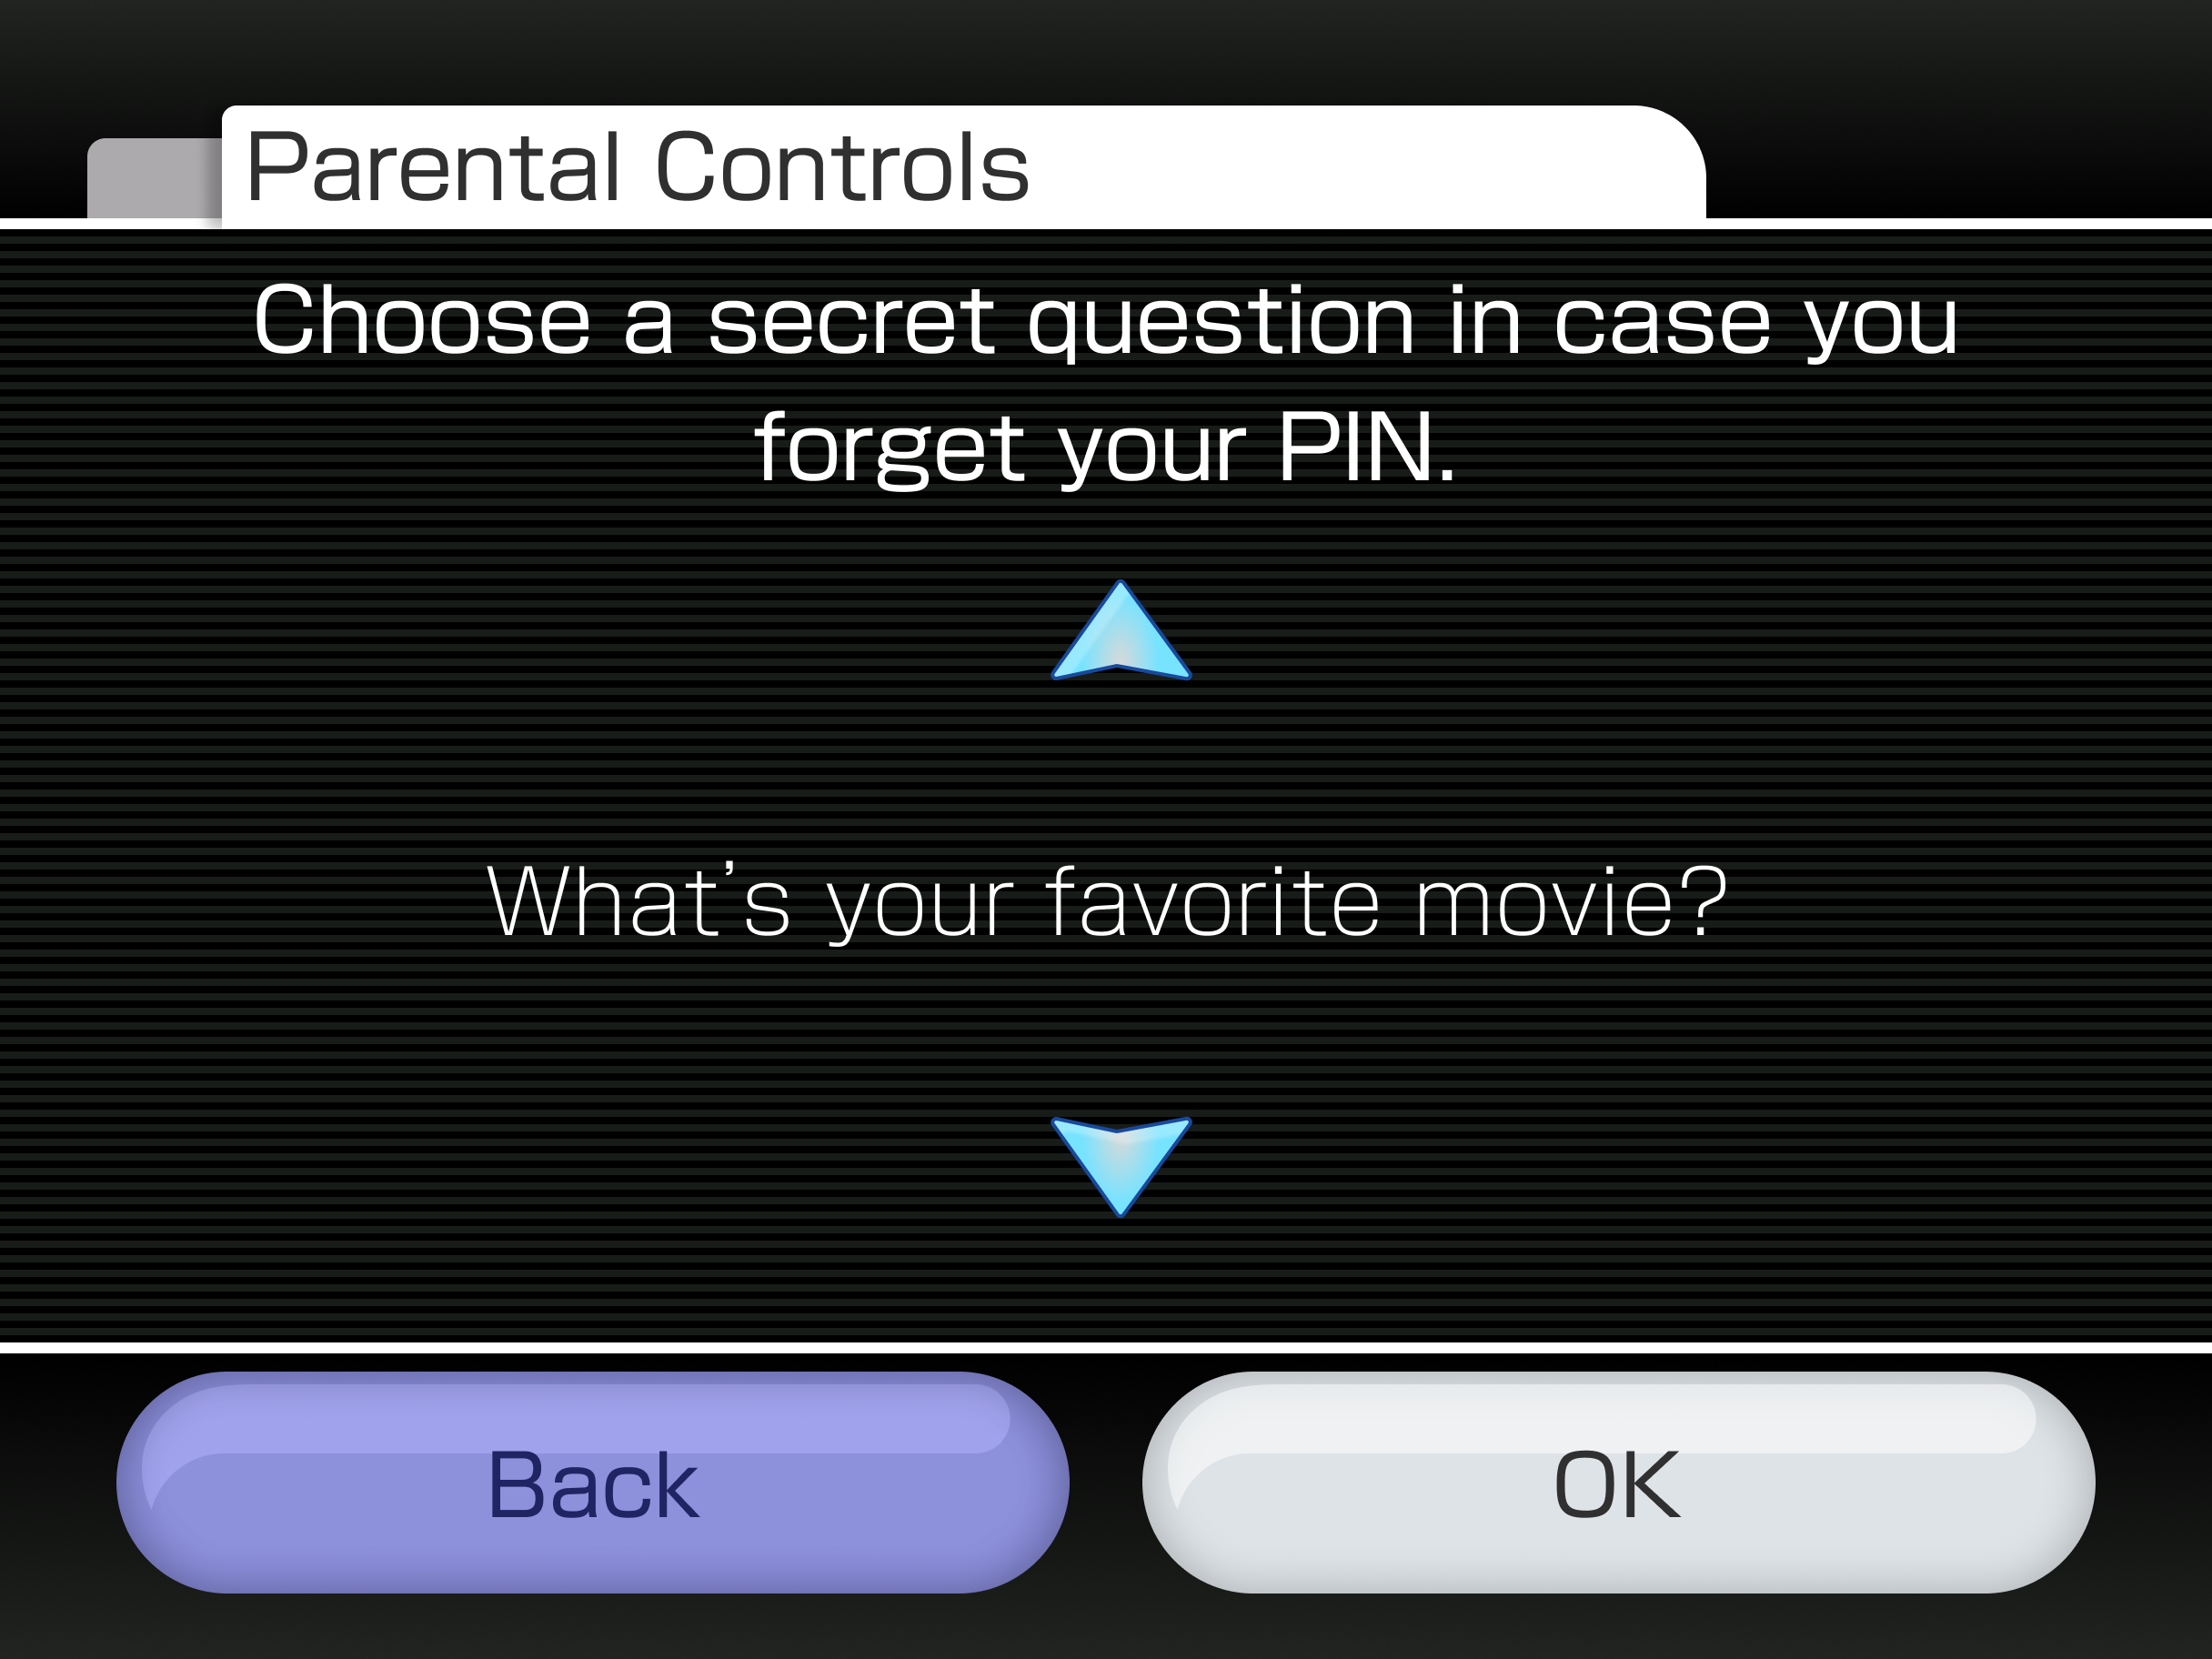 Parental Controls
Choose a secret question in case you
forget your PIN.
What's your favorite movie?
Back
OK